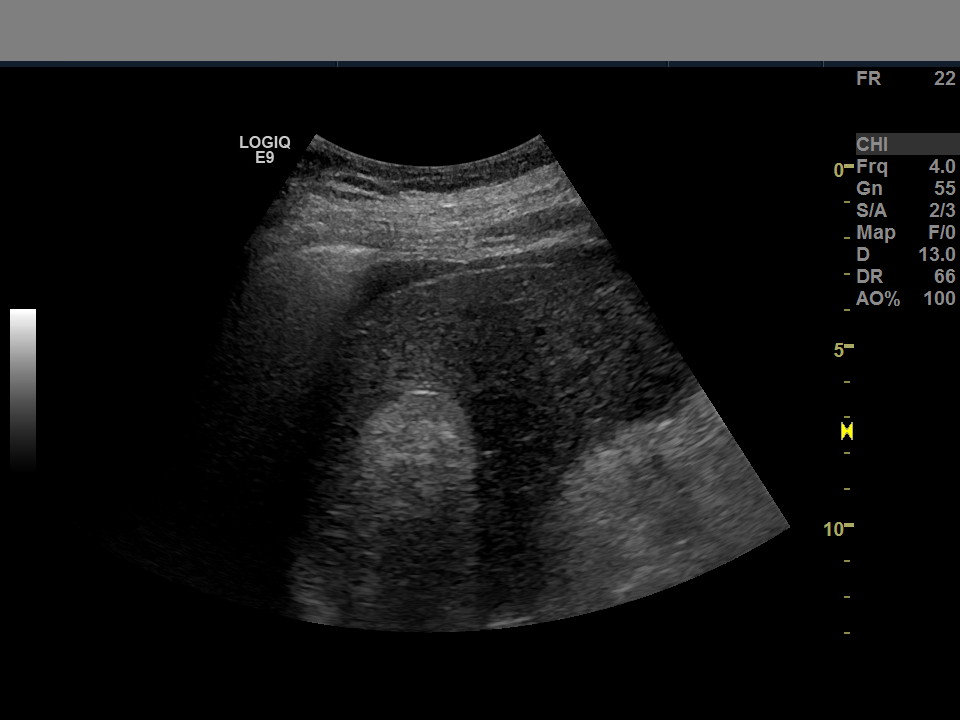 FR 22
LOGIQ
E9
CHI
Frq 4.0
Gn 55
S/A 2/3
Map F/0
D 13.0
DR 66
AO% 100
0
5
10